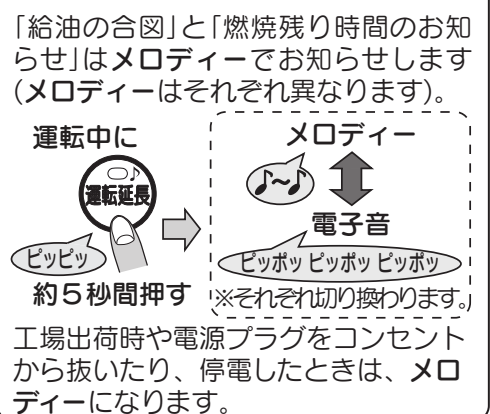 「給油の合図」と「燃焼残り時間のお知
らせ」はメロディーでお知らせします
(メロディーはそれぞれ異なります)。
運転中に
運転延長
ピッピッ
約5秒間押す
メロディー
♪〜♪
電子音
ピッポッ ピッポッ ピッポッ
※それぞれ切り換わります。
工場出荷時や電源プラグをコンセント
から抜いたり、停電したときは、メロ
ディーになります。